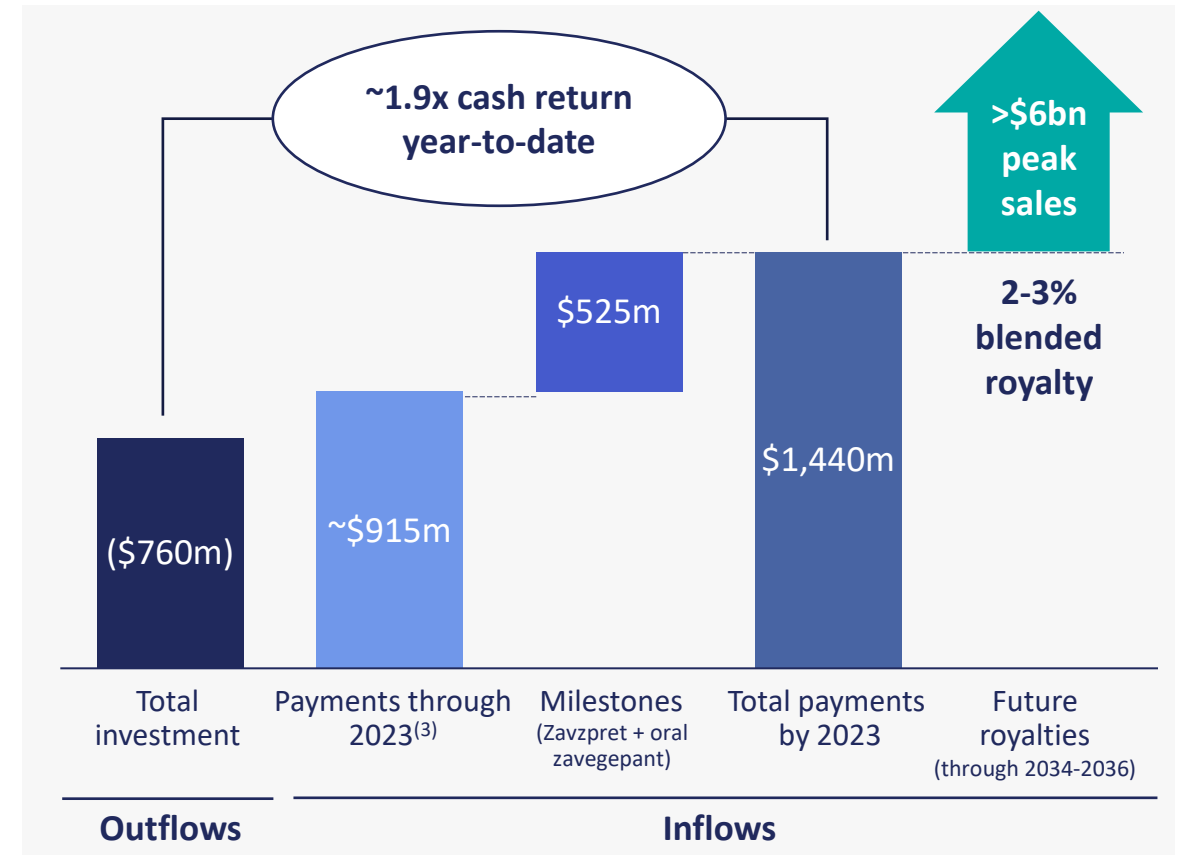 ~1.9x cash return
year-to-date
>$6bn
peak
sales
2-3%
blended
royalty
($760m)
~$915m
$525m
$1,440m
Total
investment
Payments through
2023(3)
Milestones
(Zavzpret + oral
zavegepant)
Total payments
by 2023
Future
royalties
(through 2034-2036)
Outflows
Inflows